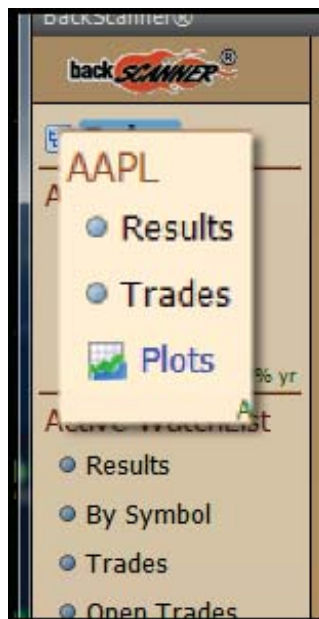 BackScanner®
back SCANNER ®
AAPL
Results
Trades
Plots
% yr
Active WatchList
Results
By Symbol
Trades
Open Trades